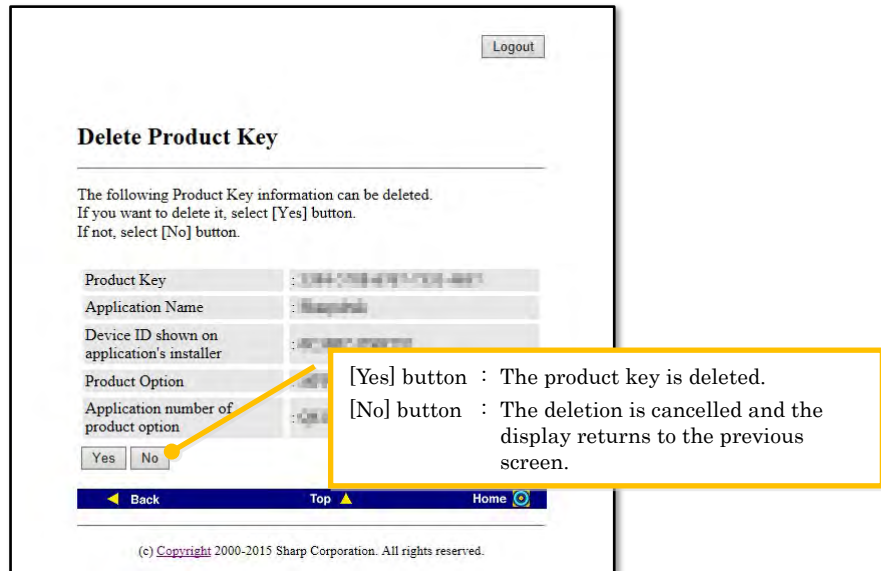 Logout
Delete Product Key
The following Product Key information can be deleted.
If you want to delete it, select [Yes] button.
If not, select [No] button.
Product Key :
Application Name :
Device ID shown on
application's installer :
Product Option :
Application number of
product option :
Yes No
[Yes] button : The product key is deleted.
[No] button : The deletion is cancelled and the
display returns to the previous
screen.
Back Top Home
(c) Copyright 2000-2015 Sharp Corporation. All rights reserved.